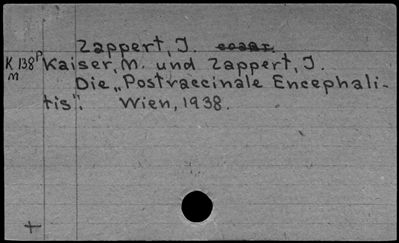 Zappert, J.
K 138P Kaiser, M. und Zappert, J.
M Die „Postvaccinale Encephali-
tis". Wien, 1938.